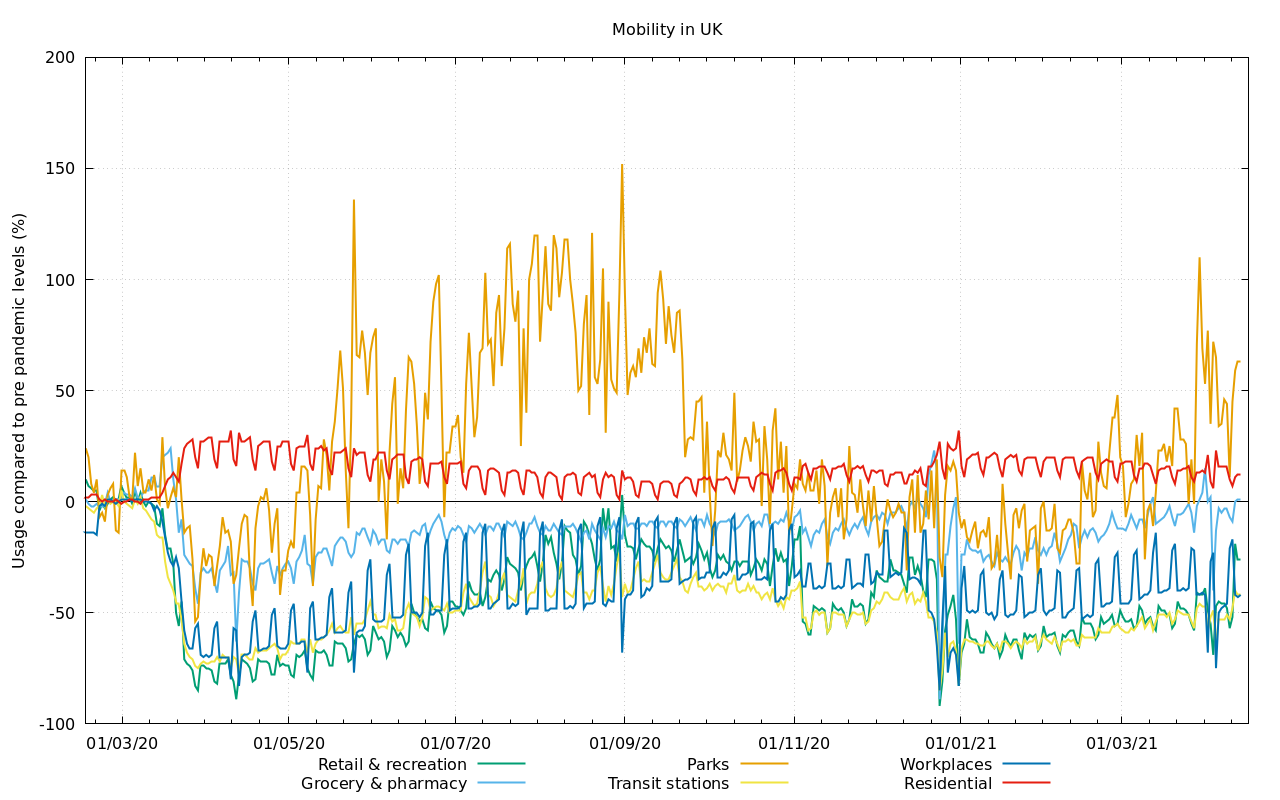 Mobility in UK
Usage compared to pre pandemic levels (%)
200
150
100
50
0
-50
-100
01/03/20 01/05/20 01/07/20 01/09/20 01/11/20 01/01/21 01/03/21
Retail & recreation Parks Workplaces
Grocery & pharmacy Transit stations Residential